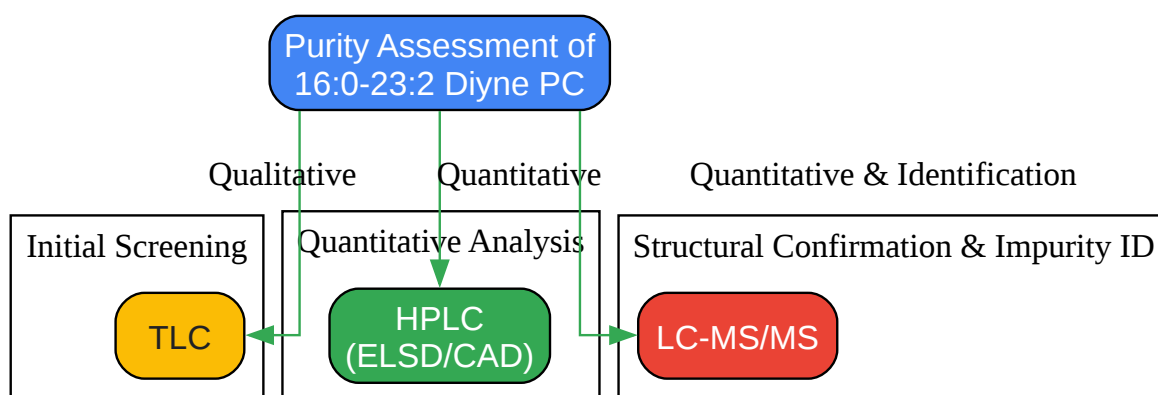 Purity Assessment of
16:0-23:2 Diyne PC
Qualitative
Quantitative
Quantitative & Identification
Initial Screening
Quantitative Analysis
Structural Confirmation & Impurity ID
TLC
HPLC
(ELSD/CAD)
LC-MS/MS